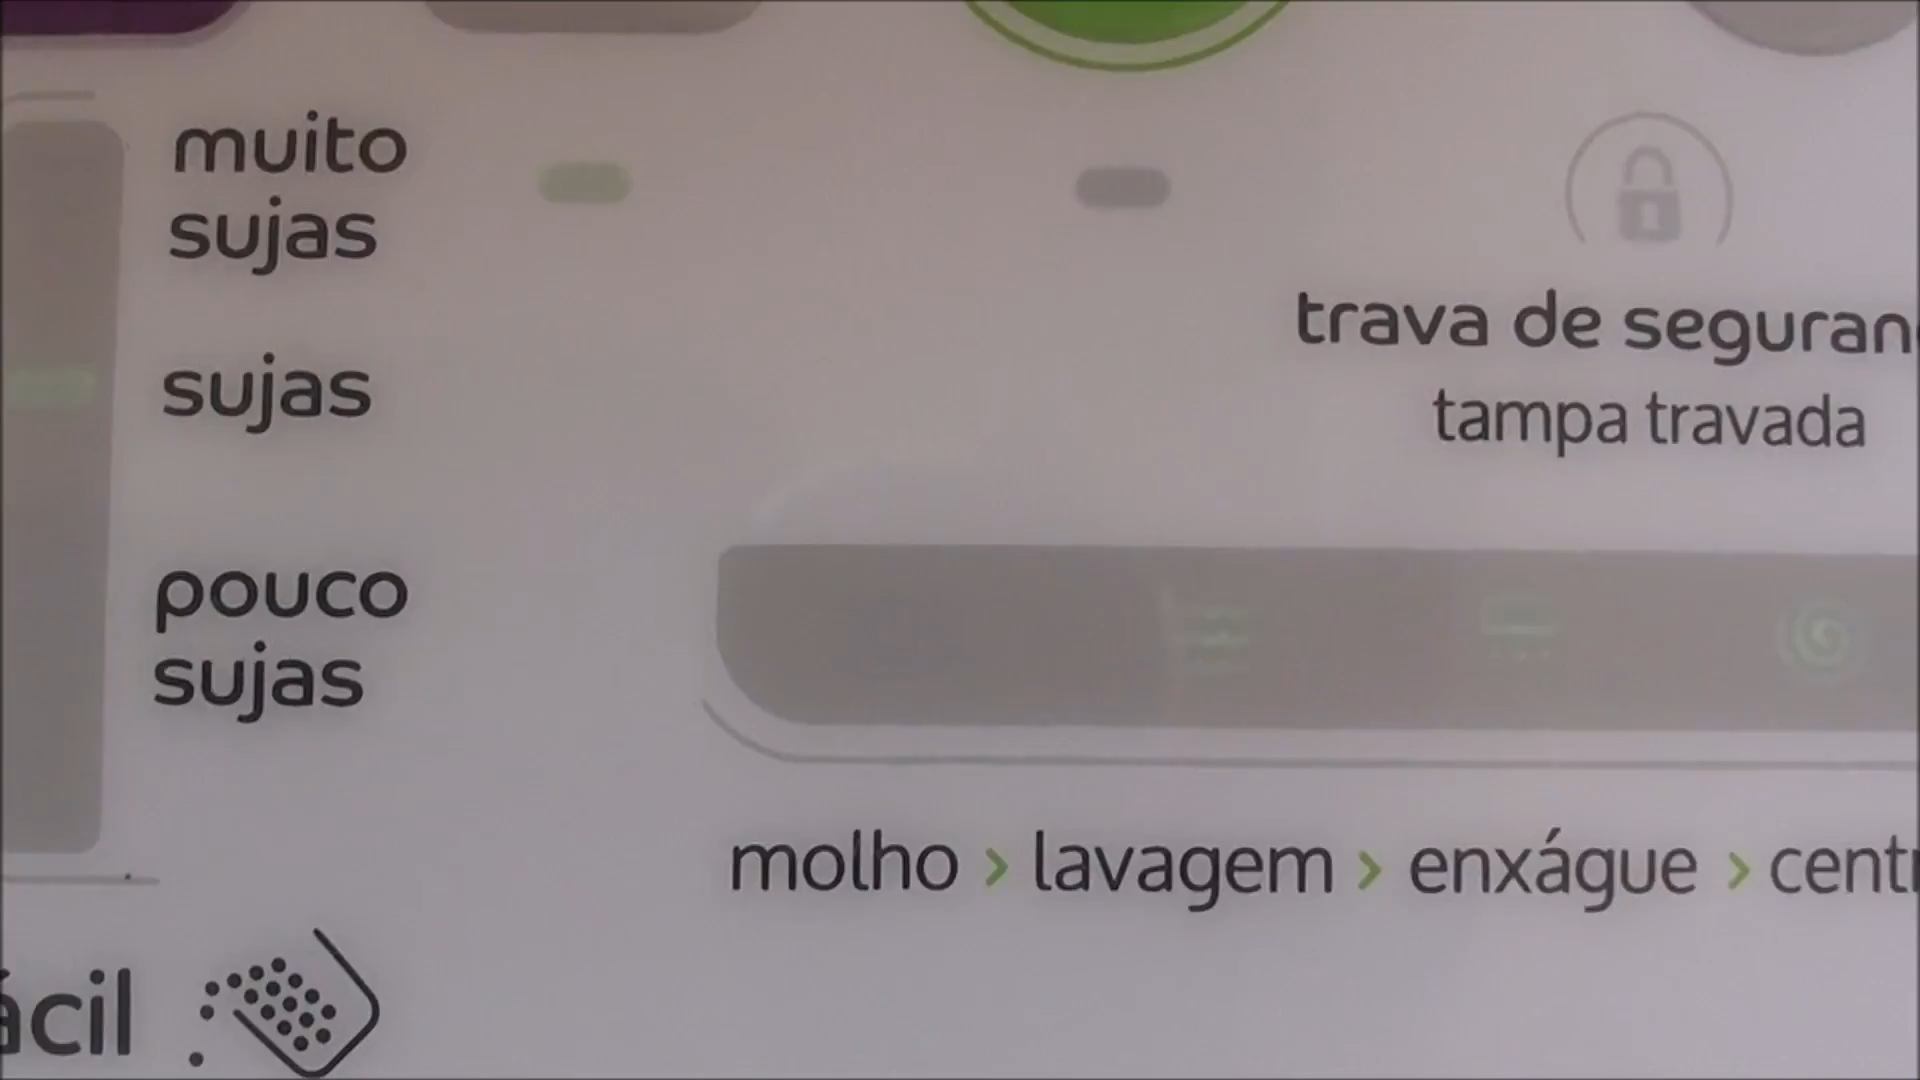 muito
sujas
sujas
pouco
sujas
trava de seguran
tampa travada
molho > lavagem > enxágue > cent
ácil